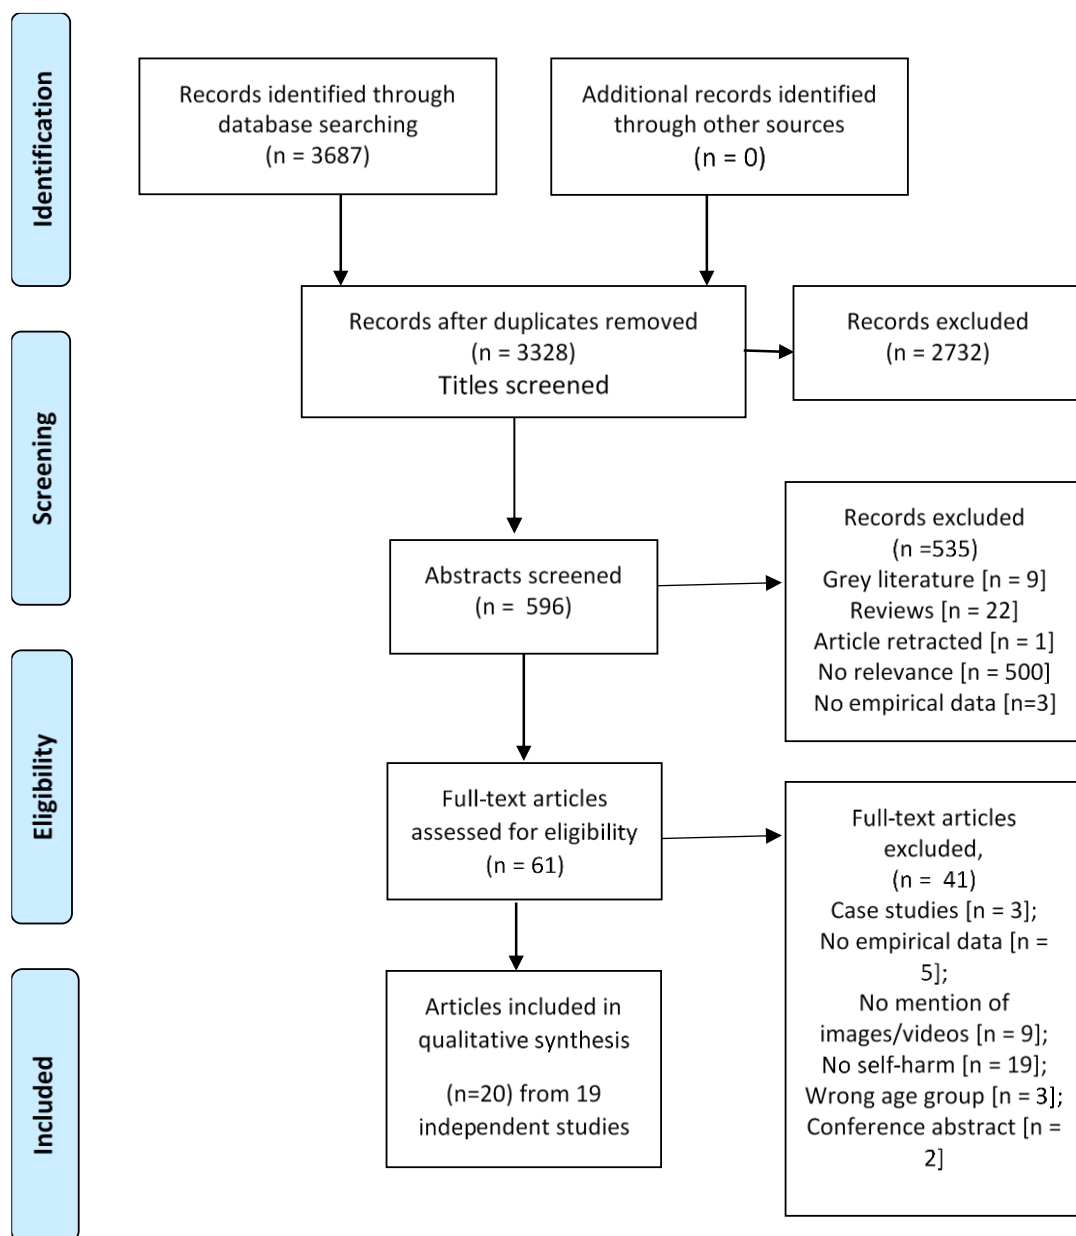 Identification
Records identified through
database searching
(n = 3687)
Additional records identified
through other sources
(n = 0)
Records after duplicates removed
(n = 3328)
Titles screened
Records excluded
(n = 2732)
Screening
Abstracts screened
(n =  596)
Records excluded
(n =535)
Grey literature [n = 9]
Reviews [n = 22]
Article retracted [n = 1]
No relevance [n = 500]
No empirical data [n=3]
Eligibility
Full-text articles
assessed for eligibility
(n = 61)
Full-text articles
excluded,
(n =  41)
Case studies [n = 3];
No empirical data [n =
5];
No mention of
images/videos [n = 9];
No self-harm [n = 19];
Wrong age group [n = 3];
Conference abstract [n =
2]
Included
Articles included in
qualitative synthesis
(n=20) from 19
independent studies